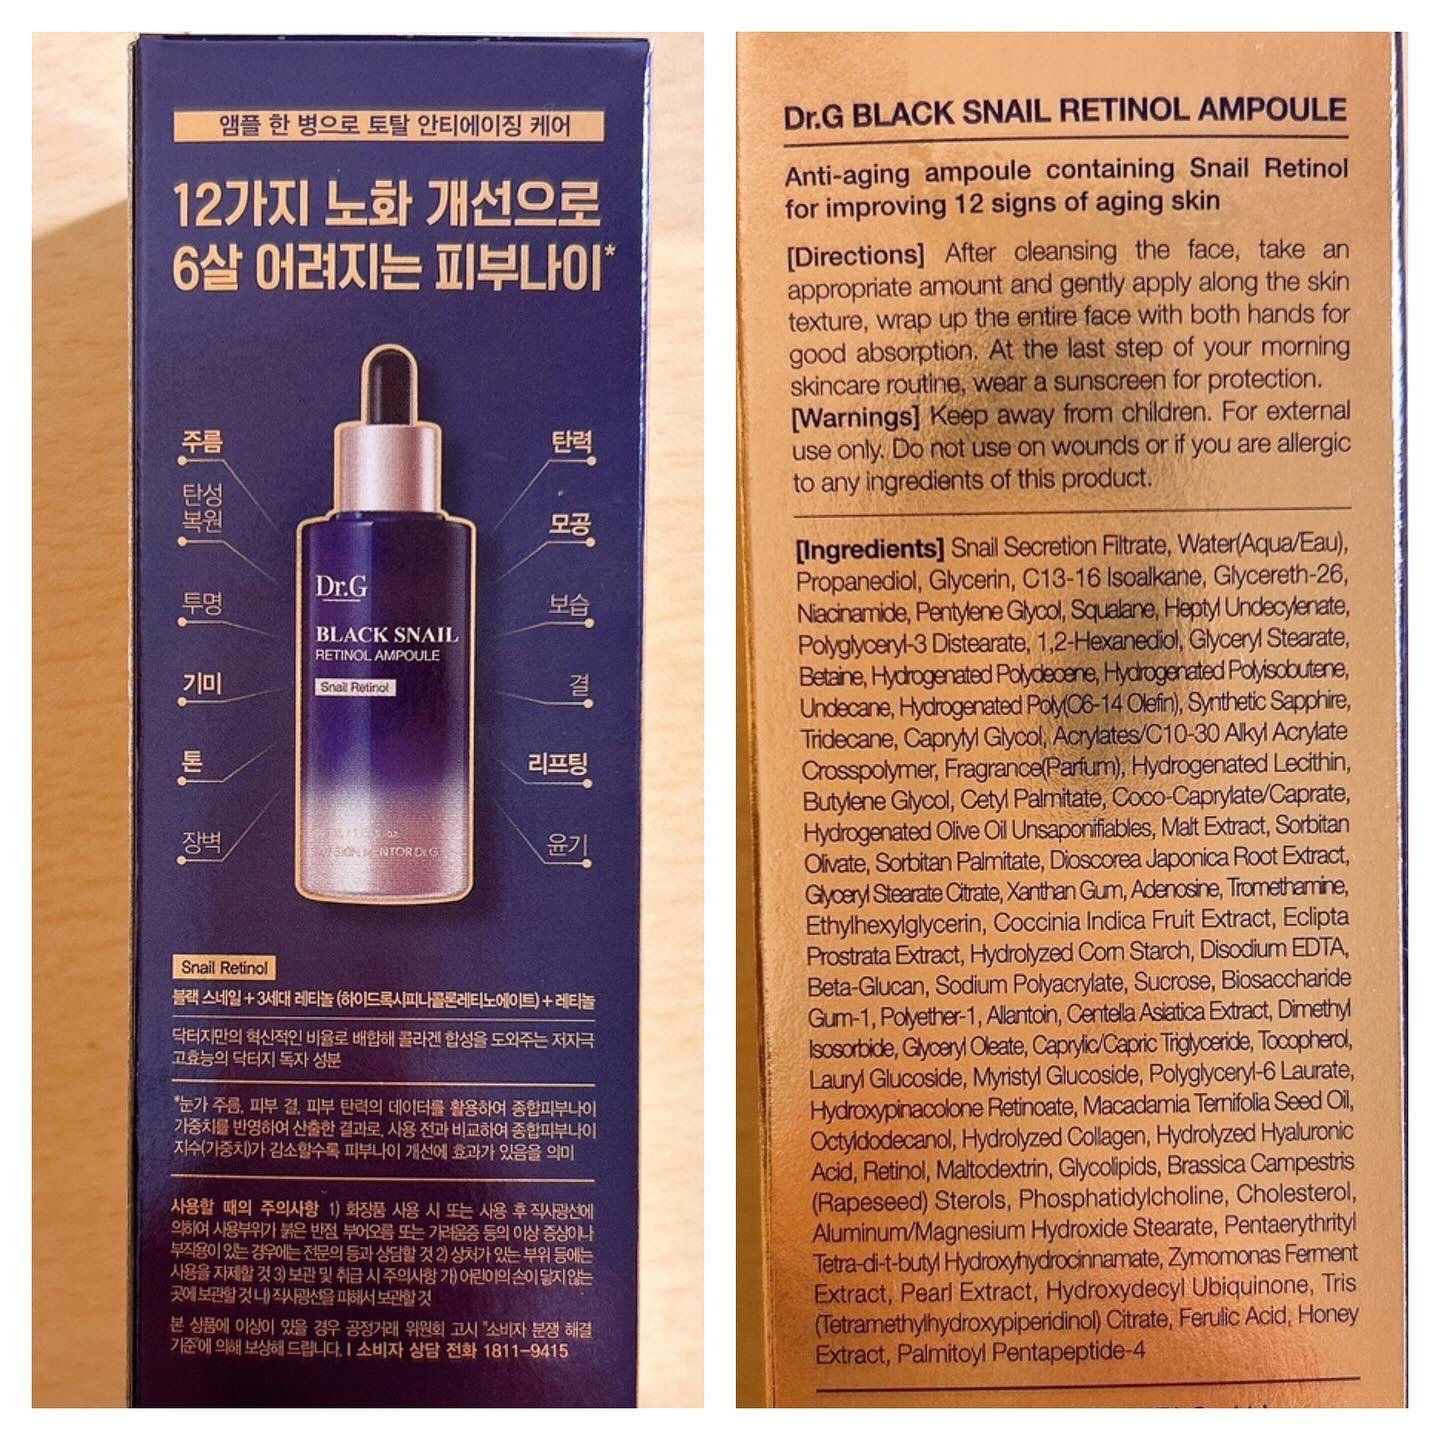 앰플 한 병으로 토탈 안티에이징 케어
12가지 노화 개선으로
6살 어려지는 피부나이*
주름
탄성
복원
투명
기미
톤
장벽
탄력
모공
보습
결
리프팅
윤기
Dr.G
BLACK SNAIL
RETINOL AMPOULE
Snail Retinol
MY SKIN MENTOR Dr.G
Snail Retinol
블랙 스네일 + 3세대 레티놀 (하이드록시피나콜론레티노에이트) + 레티놀
닥터지만의 혁신적인 비율로 배합해 콜라겐 합성을 도와주는 저자극
고효능의 닥터지 독자 성분
*눈가 주름, 피부 결, 피부 탄력의 데이터를 활용하여 종합피부나이
가중치를 반영하여 산출한 결과로, 사용 전과 비교하여 종합피부나이
지수(가중치)가 감소할수록 피부나이 개선에 효과가 있음을 의미
사용할 때의 주의사항 1) 화장품 사용 시 또는 사용 후 직사광선에
의하여 사용부위가 붉은 반점, 부어오름 또는 가려움증 등의 이상 증상이나
부작용이 있는 경우에는 전문의 등과 상담할 것 2) 상처가 있는 부위 등에는
사용을 자제할 것 3) 보관 및 취급 시 주의사항 가) 어린이의 손이 닿지 않는
곳에 보관할 것 나) 직사광선을 피해서 보관할 것
본 상품에 이상이 있을 경우 공정거래 위원회 고시 "소비자 분쟁 해결
기준"에 의해 보상해 드립니다. I 소비자 상담 전화 1811-9415
Dr.G BLACK SNAIL RETINOL AMPOULE
Anti-aging ampoule containing Snail Retinol
for improving 12 signs of aging skin
[Directions] After cleansing the face, take an
appropriate amount and gently apply along the skin
texture, wrap up the entire face with both hands for
good absorption. At the last step of your morning
skincare routine, wear a sunscreen for protection.
[Warnings] Keep away from children. For external
use only. Do not use on wounds or if you are allergic
to any ingredients of this product.
[Ingredients] Snail Secretion Filtrate, Water(Aqua/Eau),
Propanediol, Glycerin, C13-16 Isoalkane, Glycereth-26,
Niacinamide, Pentylene Glycol, Squalane, Heptyl Undecylenate,
Polyglyceryl-3 Distearate, 1,2-Hexanediol, Glyceryl Stearate,
Betaine, Hydrogenated Polydecene, Hydrogenated Polyisobutene,
Undecane, Hydrogenated Poly(C6-14 Olefin), Synthetic Sapphire,
Tridecane, Caprylyl Glycol, Acrylates/C10-30 Alkyl Acrylate
Crosspolymer, Fragrance(Parfum), Hydrogenated Lecithin,
Butylene Glycol, Cetyl Palmitate, Coco-Caprylate/Caprate,
Hydrogenated Olive Oil Unsaponifiables, Malt Extract, Sorbitan
Olivate, Sorbitan Palmitate, Dioscorea Japonica Root Extract,
Glyceryl Stearate Citrate, Xanthan Gum, Adenosine, Tromethamine,
Ethylhexylglycerin, Coccinia Indica Fruit Extract, Eclipta
Prostrata Extract, Hydrolyzed Corn Starch, Disodium EDTA,
Beta-Glucan, Sodium Polyacrylate, Sucrose, Biosaccharide
Gum-1, Polyether-1, Allantoin, Centella Asiatica Extract, Dimethyl
Isosorbide, Glyceryl Oleate, Caprylic/Capric Triglyceride, Tocopherol,
Lauryl Glucoside, Myristyl Glucoside, Polyglyceryl-6 Laurate,
Hydroxypinacolone Retinoate, Macadamia Ternifolia Seed Oil,
Octyldodecanol, Hydrolyzed Collagen, Hydrolyzed Hyaluronic
Acid, Retinol, Maltodextrin, Glycolipids, Brassica Campestris
(Rapeseed) Sterols, Phosphatidylcholine, Cholesterol,
Aluminum/Magnesium Hydroxide Stearate, Pentaerythrityl
Tetra-di-t-butyl Hydroxyhydrocinnamate, Zymomonas Ferment
Extract, Pearl Extract, Hydroxydecyl Ubiquinone, Tris
(Tetramethylhydroxypiperidinol) Citrate, Ferulic Acid, Honey
Extract, Palmitoyl Pentapeptide-4